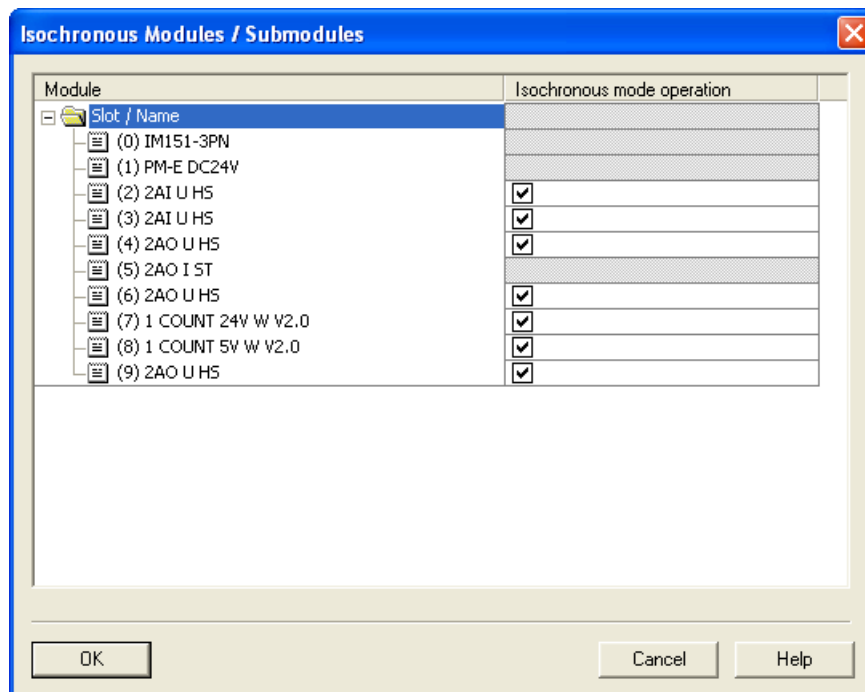 Isochronous Modules / Submodules
Module Isochronous mode operation
Slot / Name
(0) IM151-3PN
(1) PM-E DC24V
(2) 2AI U HS
(3) 2AI U HS
(4) 2AO U HS
(5) 2AO I ST
(6) 2AO U HS
(7) 1 COUNT 24V W V2.0
(8) 1 COUNT 5V W V2.0
(9) 2AO U HS
OK Cancel Help